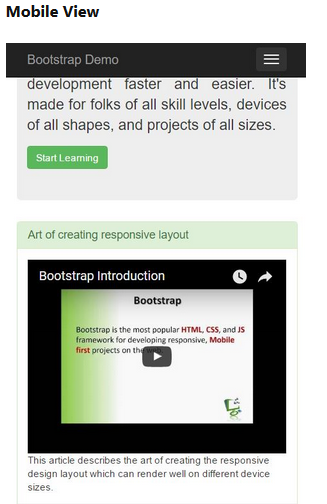 Mobile View
Bootstrap Demo
development faster and easier. It's
made for folks of all skill levels, devices
of all shapes, and projects of all sizes.
Start Learning
Art of creating responsive layout
Bootstrap Introduction
Bootstrap
Bootstrap is the most popular HTML, CSS, and JS
framework for developing responsive, Mobile
first projects on the
This article describes the art of creating the responsive
design layout which can render well on different device
sizes.